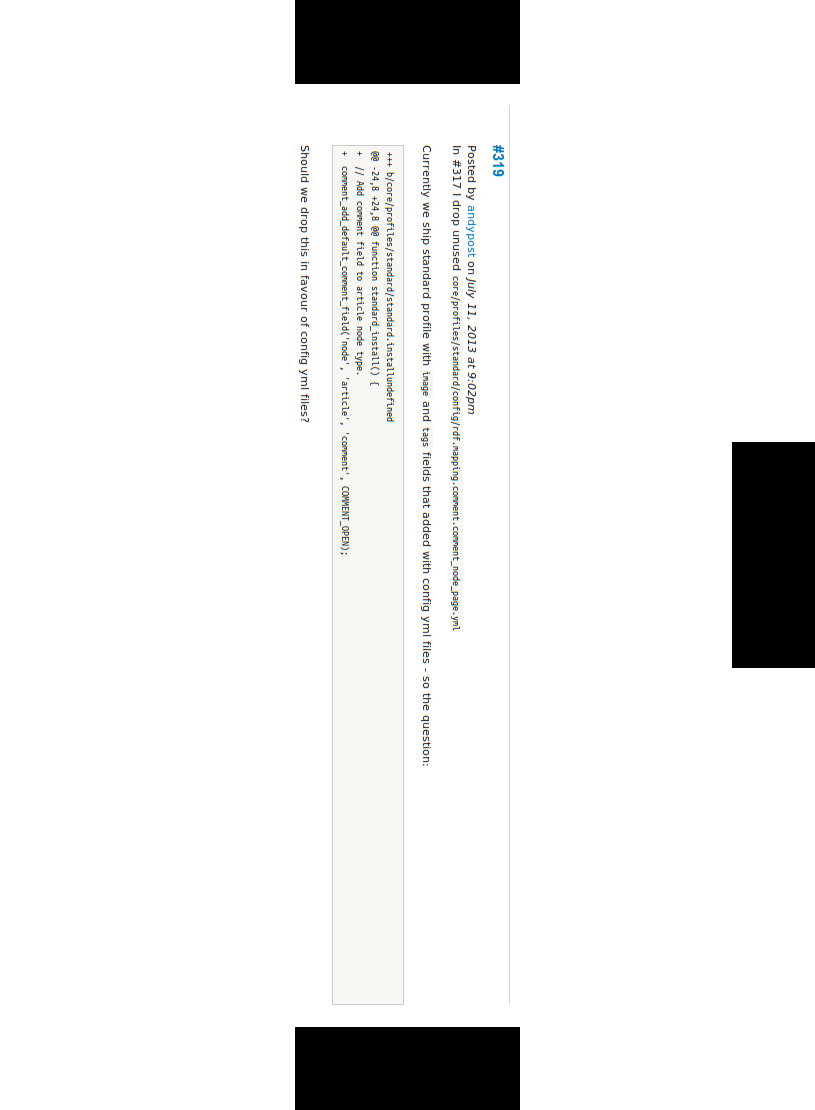 #319
Posted by andypost on July 11, 2013 at 9:02pm
In #317 I drop unused core/profiles/standard/config/rdf.mapping.comment.comment_node_page.yml
Currently we ship standard profile with image and tags fields that added with config yml files - so the question:
+++ b/core/profiles/standard/standard.installundefined
@@ -24,8 +24,8 @@ function standard_install() {
+  // Add comment field to article node type.
+  comment_add_default_comment_field('node', 'article', 'comment', COMMENT_OPEN);
Should we drop this in favour of config yml files?